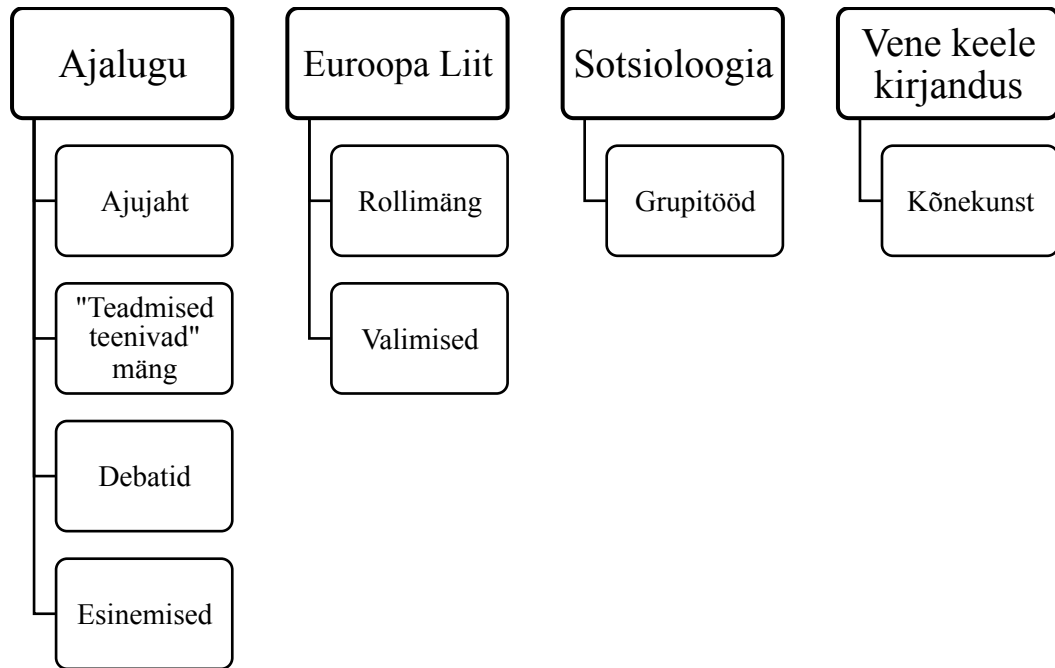 Ajalugu
Ajujaht
"Teadmised
teenivad"
mäng
Debatid
Esinemised
Euroopa Liit
Rollimäng
Valimised
Sotsioloogia
Grupitööd
Vene keele
kirjandus
Kõnekunst